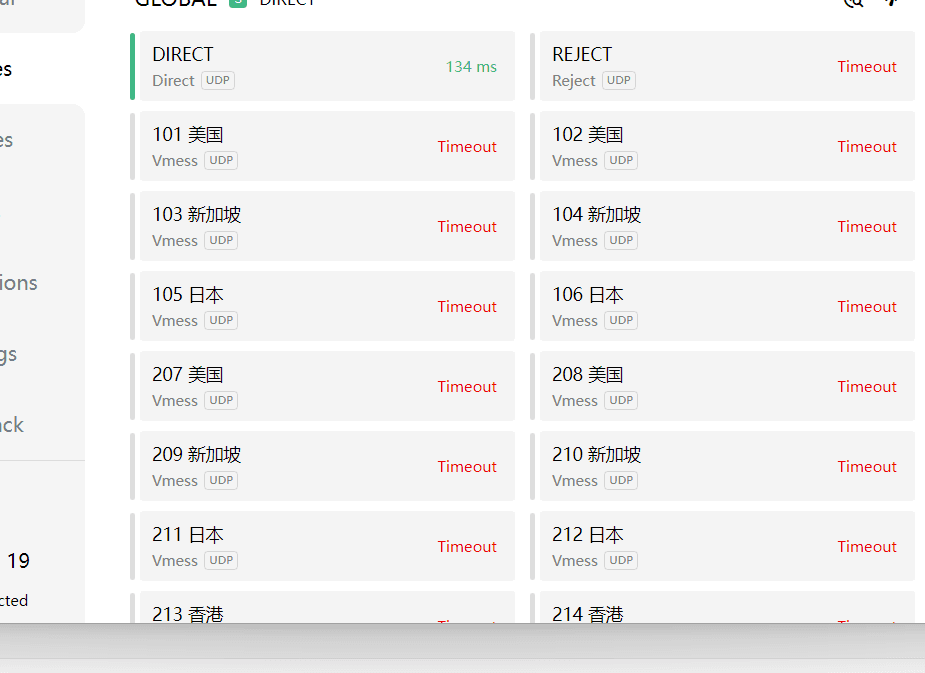 GLOBAL DIRECT
es
es
ions
gs
ack
19
cted
DIRECT
Direct UDP
134 ms
REJECT
Reject UDP
Timeout
101 美国
Vmess UDP
Timeout
102 美国
Vmess UDP
Timeout
103 新加坡
Vmess UDP
Timeout
104 新加坡
Vmess UDP
Timeout
105 日本
Vmess UDP
Timeout
106 日本
Vmess UDP
Timeout
207 美国
Vmess UDP
Timeout
208 美国
Vmess UDP
Timeout
209 新加坡
Vmess UDP
Timeout
210 新加坡
Vmess UDP
Timeout
211 日本
Vmess UDP
Timeout
212 日本
Vmess UDP
Timeout
213 香港
214 香港